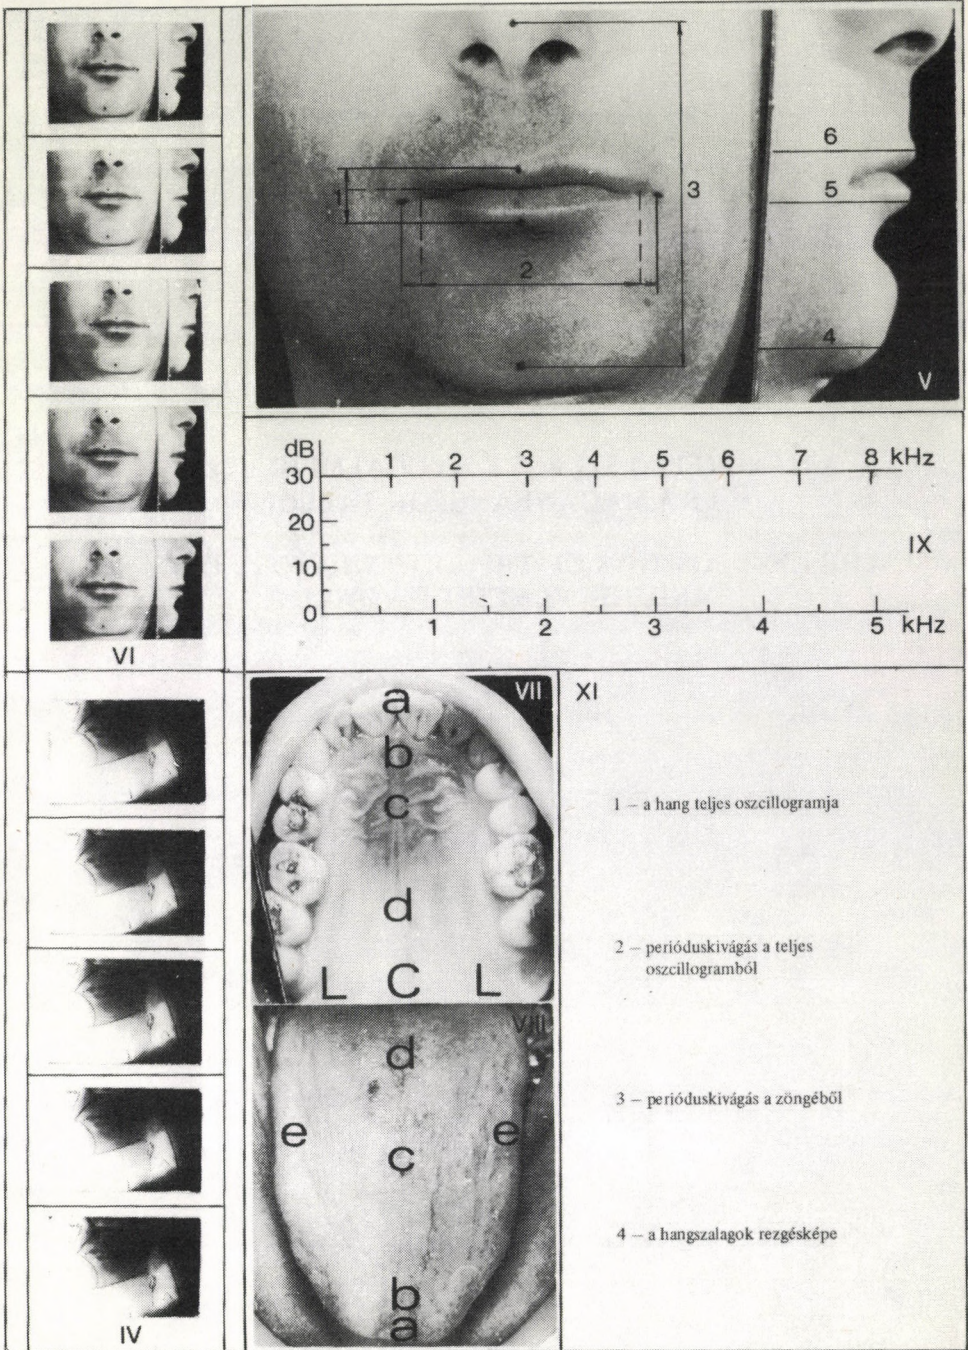 VI
1
2
3
6
5
4
V
dB
1 2 3 4 5 6 7 8 kHz
30
20
10
0
1 2 3 4 5 kHz
IX
IV
VII
a
b
c
d
L C L
VIII
d
e e
c
b
a
XI
1 – a hang teljes oszcillogramja
2 – perióduskivágás a teljes
oszcillogramból
3 – perióduskivágás a zöngéből
4 – a hangszalagok rezgésképe